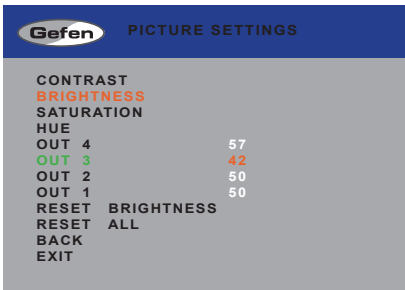 Gefen PICTURE SETTINGS
CONTRAST
BRIGHTNESS
SATURATION
HUE
OUT 4 57
OUT 3 42
OUT 2 50
OUT 1 50
RESET BRIGHTNESS
RESET ALL
BACK
EXIT